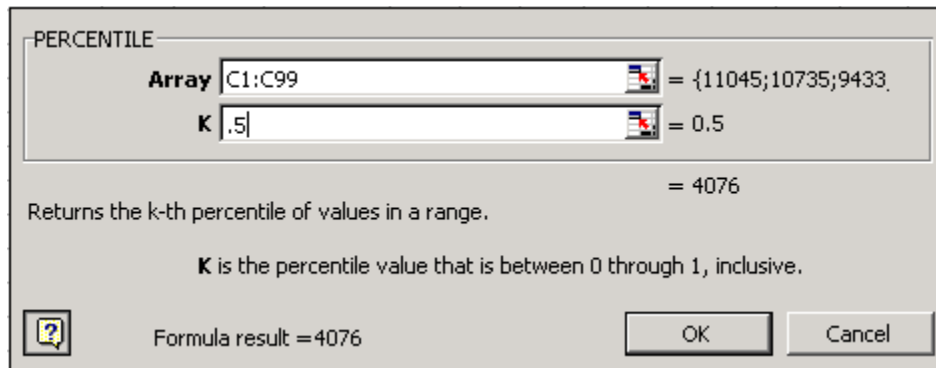 PERCENTILE
Array C1:C99 = {11045;10735;9433
K .5 = 0.5
= 4076
Returns the k-th percentile of values in a range.
K is the percentile value that is between 0 through 1, inclusive.
? Formula result =4076 OK Cancel